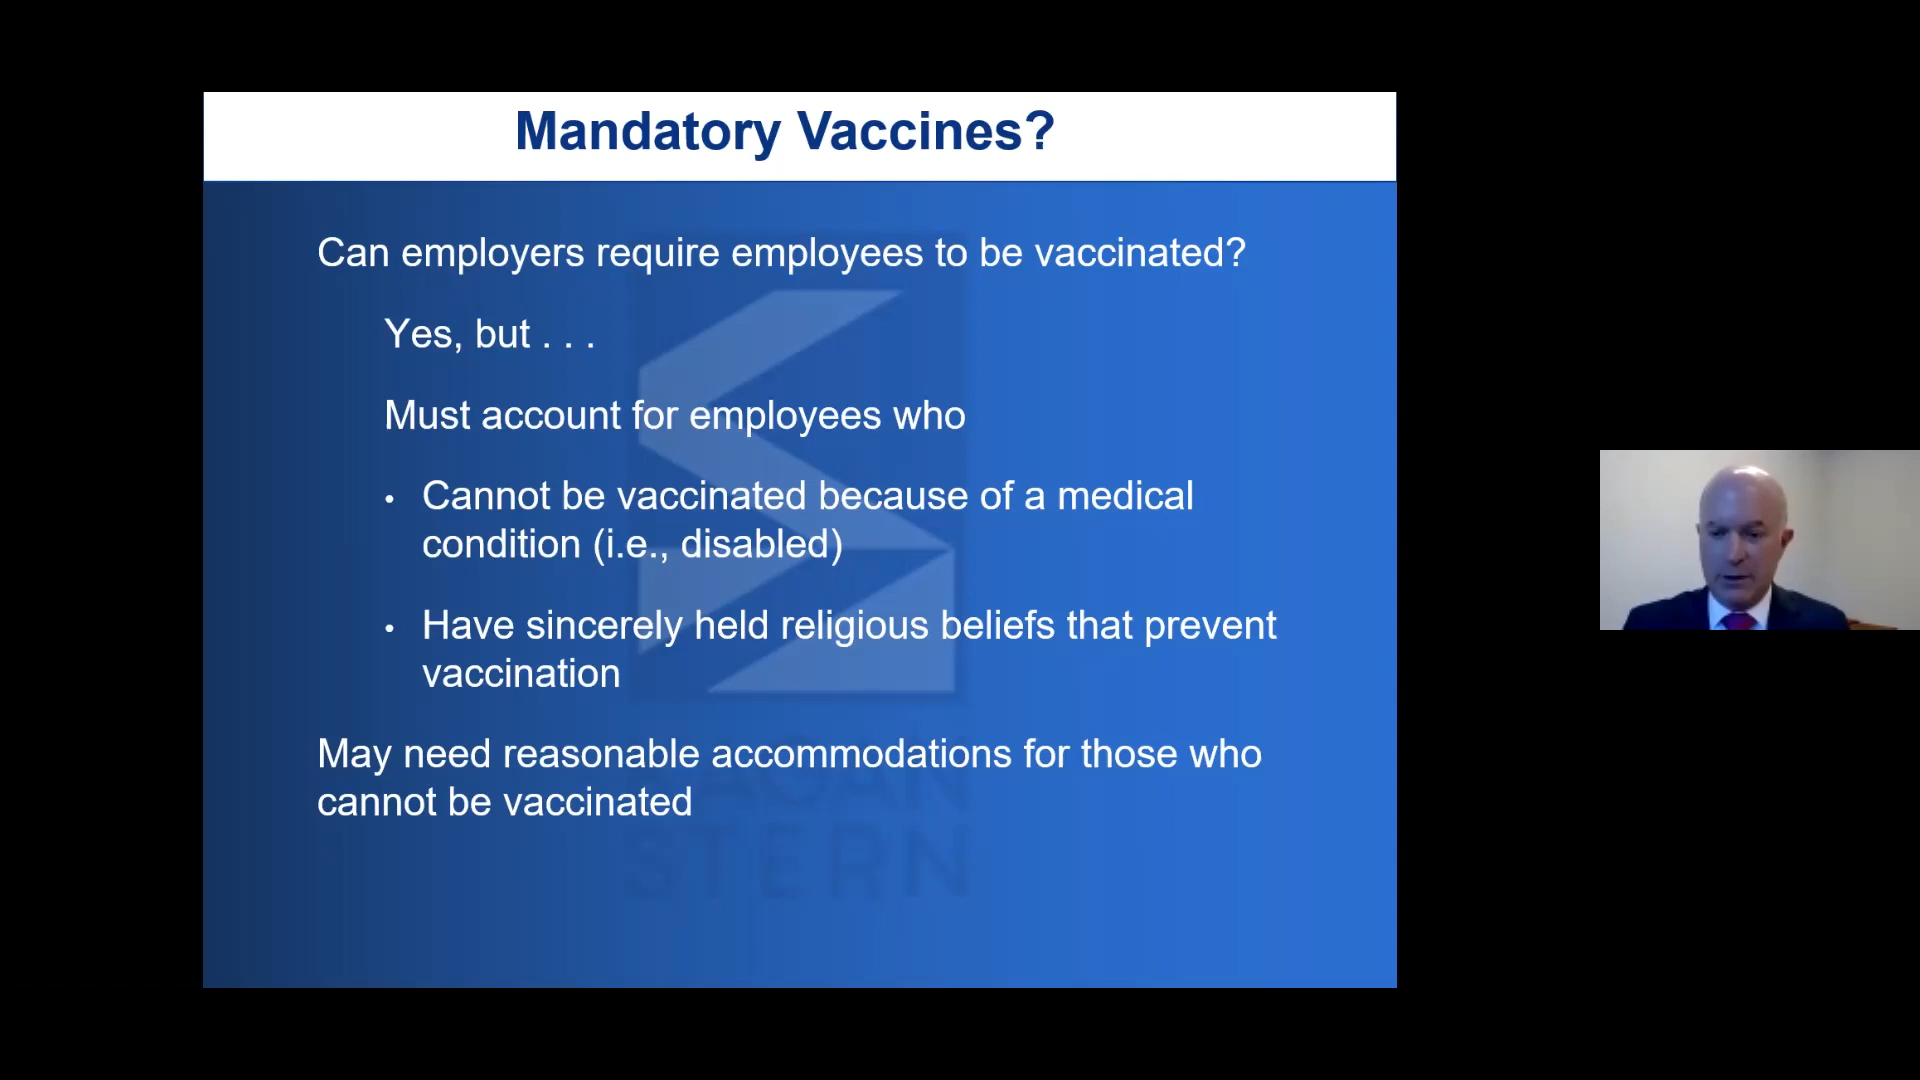 Mandatory Vaccines?
Can employers require employees to be vaccinated?
Yes, but . . .
Must account for employees who
• Cannot be vaccinated because of a medical
condition (i.e., disabled)
• Have sincerely held religious beliefs that prevent
vaccination
May need reasonable accommodations for those who
cannot be vaccinated
STERN